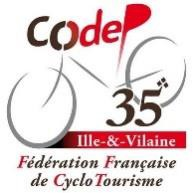 CODEP
35
Ille-&-Vilaine
Fédération Française
de CycloTourisme